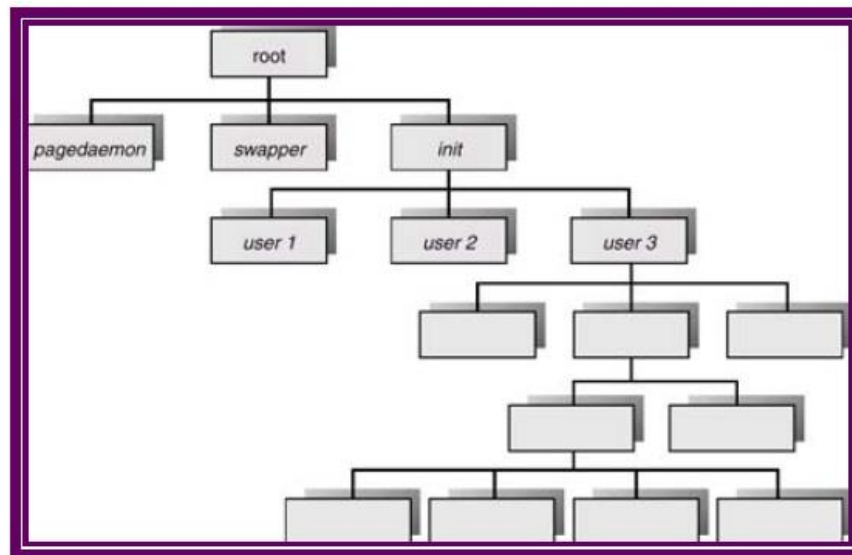 root
pagedaemon
swapper
init
user 1
user 2
user 3